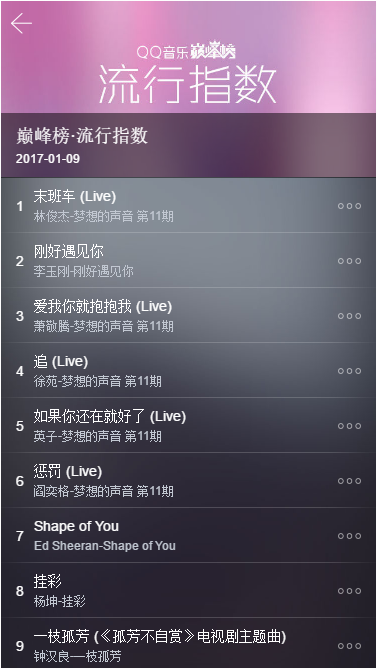 QQ音乐巅峰榜
流行指数
巅峰榜·流行指数
2017-01-09
1 末班车 (Live)
林俊杰-梦想的声音 第11期
2 刚好遇见你
李玉刚-刚好遇见你
3 爱我你就抱抱我 (Live)
萧敬腾-梦想的声音 第11期
4 追 (Live)
徐苑-梦想的声音 第11期
5 如果你还在就好了 (Live)
英子-梦想的声音 第11期
6 惩罚 (Live)
阎奕格-梦想的声音 第11期
7 Shape of You
Ed Sheeran-Shape of You
8 挂彩
杨坤-挂彩
9 一枝孤芳 (《孤芳不自赏》电视剧主题曲)
钟汉良-一枝孤芳